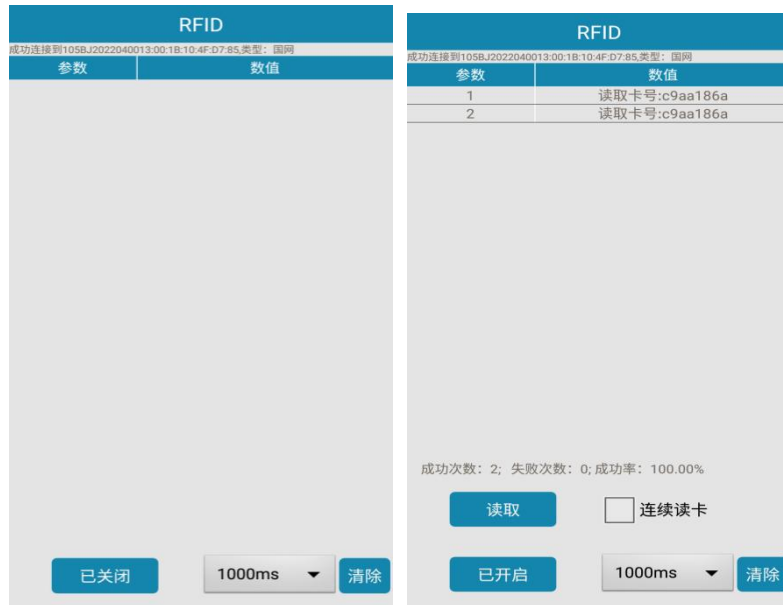 RFID
成功连接到105BJ2022040013:00:1B:10:4F:D7:85,类型：国网
参数 数值
已关闭 1000ms 清除
RFID
成功连接到105BJ2022040013:00:1B:10:4F:D7:85,类型：国网
参数 数值
1 读取卡号:c9aa186a
2 读取卡号:c9aa186a
成功次数：2; 失败次数：0;成功率：100.00%
读取 连续读卡
已开启 1000ms 清除